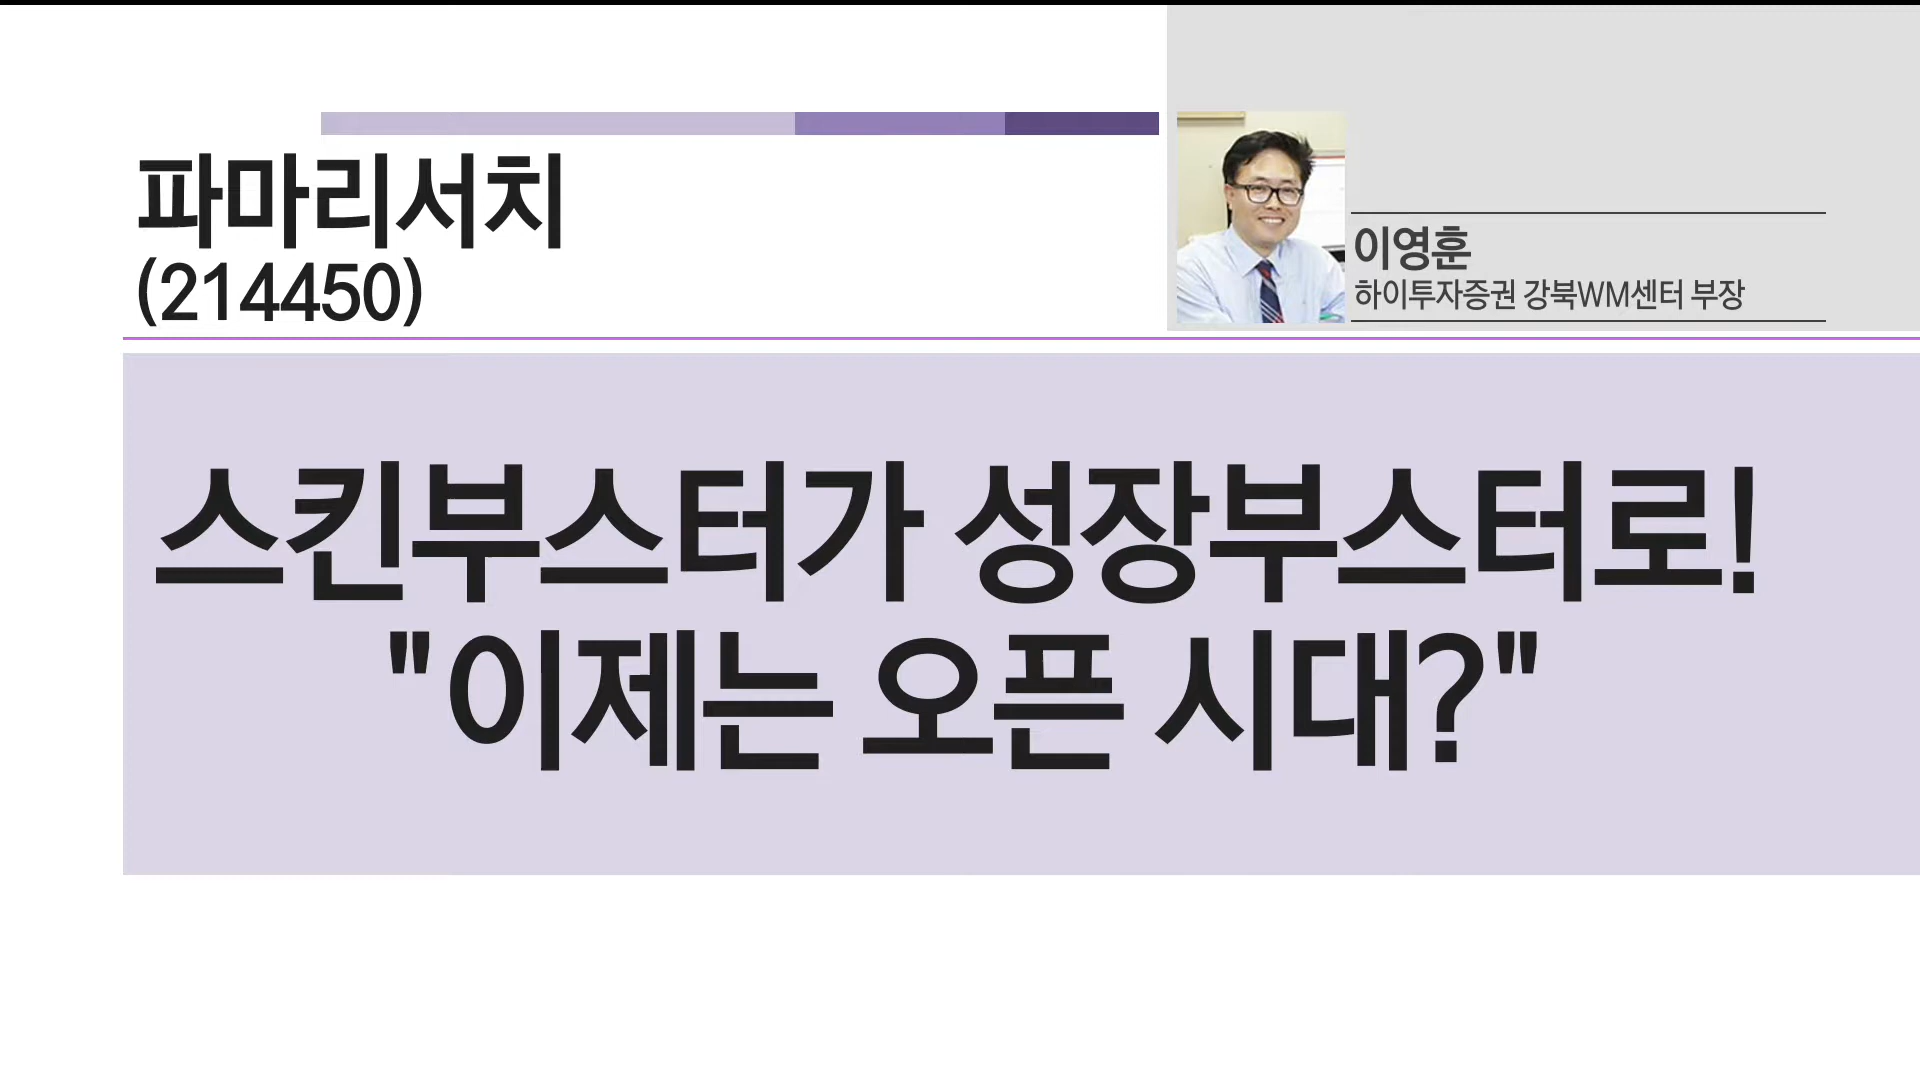 파마리서치
(214450)
이영훈
하이투자증권 강북WM센터 부장
스킨부스터가 성장부스터로!
"이제는 오픈 시대?"